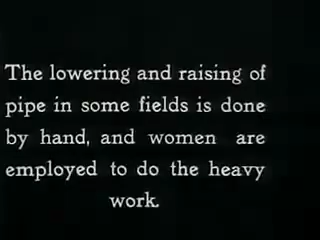 The lowering and raising of
pipe in some fields is done
by hand, and women are
employed to do the heavy
work.